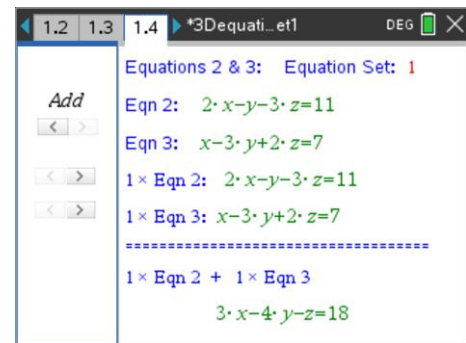 1.2 1.3 1.4 *3Dequati…et1 DEG
Equations 2 & 3: Equation Set: 1
Add
Eqn 2: 2·x−y−3·z=11
Eqn 3: x−3·y+2·z=7
1× Eqn 2: 2·x−y−3·z=11
1× Eqn 3: x−3·y+2·z=7
====================================
1× Eqn 2 + 1× Eqn 3
3·x−4·y−z=18